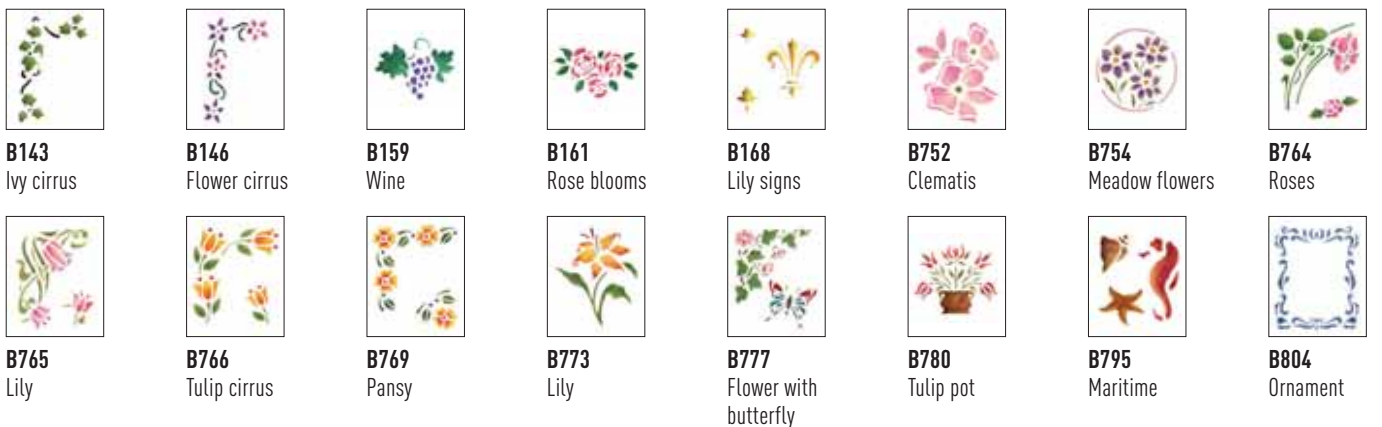 B143
Ivy cirrus
B146
Flower cirrus
B159
Wine
B161
Rose blooms
B168
Lily signs
B752
Clematis
B754
Meadow flowers
B764
Roses
B765
Lily
B766
Tulip cirrus
B769
Pansy
B773
Lily
B777
Flower with
butterfly
B780
Tulip pot
B795
Maritime
B804
Ornament